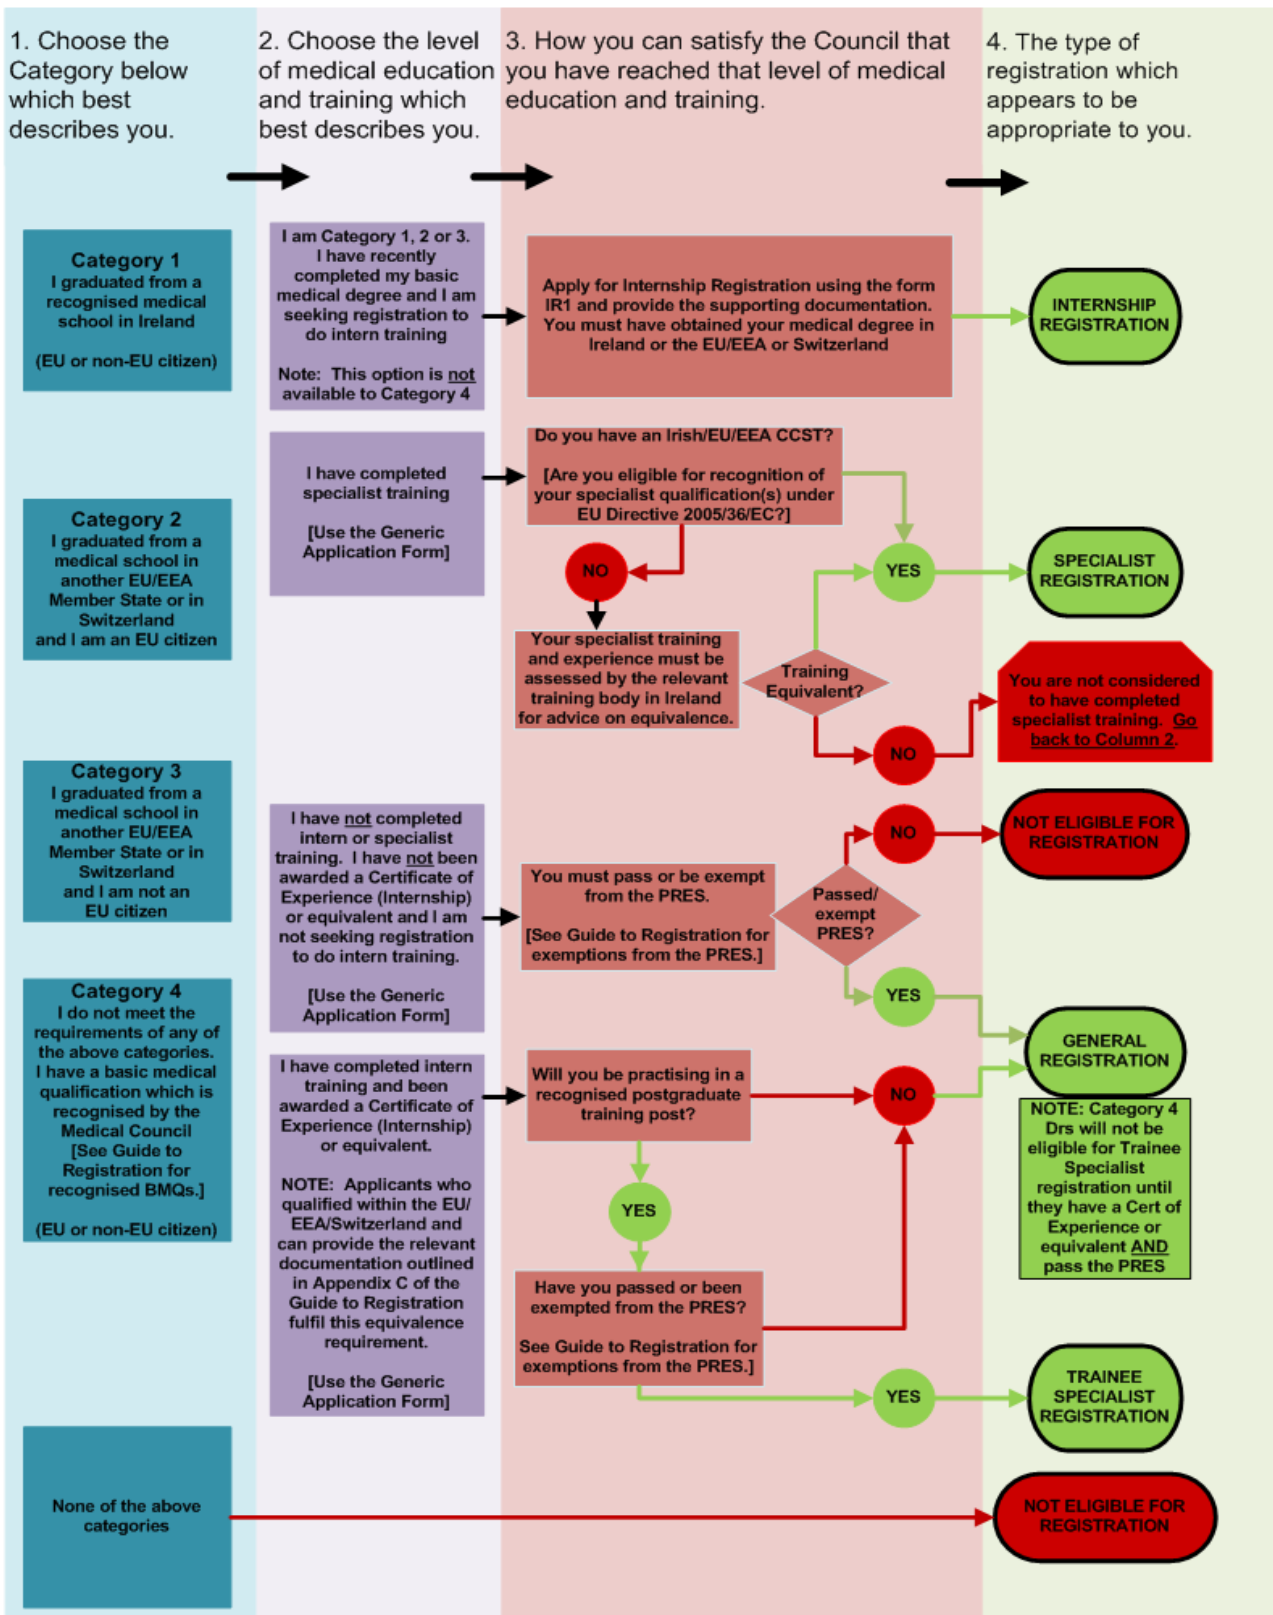 1. Choose the
Category below
which best
describes you.
2. Choose the level
of medical education
and training which
best describes you.
3. How you can satisfy the Council that
you have reached that level of medical
education and training.
4. The type of
registration which
appears to be
appropriate to you.
Category 1
I graduated from a
recognised medical
school in Ireland
(EU or non-EU citizen)
Category 2
I graduated from a
medical school in
another EU/EEA
Member State or in
Switzerland
and I am an EU citizen
Category 3
I graduated from a
medical school in
another EU/EEA
Member State or in
Switzerland
and I am not an
EU citizen
Category 4
I do not meet the
requirements of any of
the above categories.
I have a basic medical
qualification which is
recognised by the
Medical Council
[See Guide to
Registration for
recognised BMQs.]
(EU or non-EU citizen)
None of the above
categories
I am Category 1, 2 or 3.
I have recently
completed my basic
medical degree and I am
seeking registration to
do intern training
Note: This option is not
available to Category 4
I have completed
specialist training
[Use the Generic
Application Form]
I have not completed
intern or specialist
training. I have not been
awarded a Certificate of
Experience (Internship)
or equivalent and I am
not seeking registration
to do intern training.
[Use the Generic
Application Form]
I have completed intern
training and been
awarded a Certificate of
Experience (Internship)
or equivalent.
NOTE: Applicants who
qualified within the EU/
EEA/Switzerland and
can provide the relevant
documentation outlined
in Appendix C of the
Guide to Registration
fulfil this equivalence
requirement.
[Use the Generic
Application Form]
Apply for Internship Registration using the form
IR1 and provide the supporting documentation.
You must have obtained your medical degree in
Ireland or the EU/EEA or Switzerland
Do you have an Irish/EU/EEA CCST?
[Are you eligible for recognition of
your specialist qualification(s) under
EU Directive 2005/36/EC?]
NO
YES
Your specialist training
and experience must be
assessed by the relevant
training body in Ireland
for advice on equivalence.
Training
Equivalent?
NO
You must pass or be exempt
from the PRES.
[See Guide to Registration for
exemptions from the PRES.]
NO
Passed/
exempt
PRES?
YES
Will you be practising in a
recognised postgraduate
training post?
NO
YES
Have you passed or been
exempted from the PRES?
See Guide to Registration for
exemptions from the PRES.]
YES
INTERNSHIP
REGISTRATION
SPECIALIST
REGISTRATION
You are not considered
to have completed
specialist training. Go
back to Column 2.
NOT ELIGIBLE FOR
REGISTRATION
GENERAL
REGISTRATION
NOTE: Category 4
Drs will not be
eligible for Trainee
Specialist
registration until
they have a Cert of
Experience or
equivalent AND
pass the PRES
TRAINEE
SPECIALIST
REGISTRATION
NOT ELIGIBLE FOR
REGISTRATION